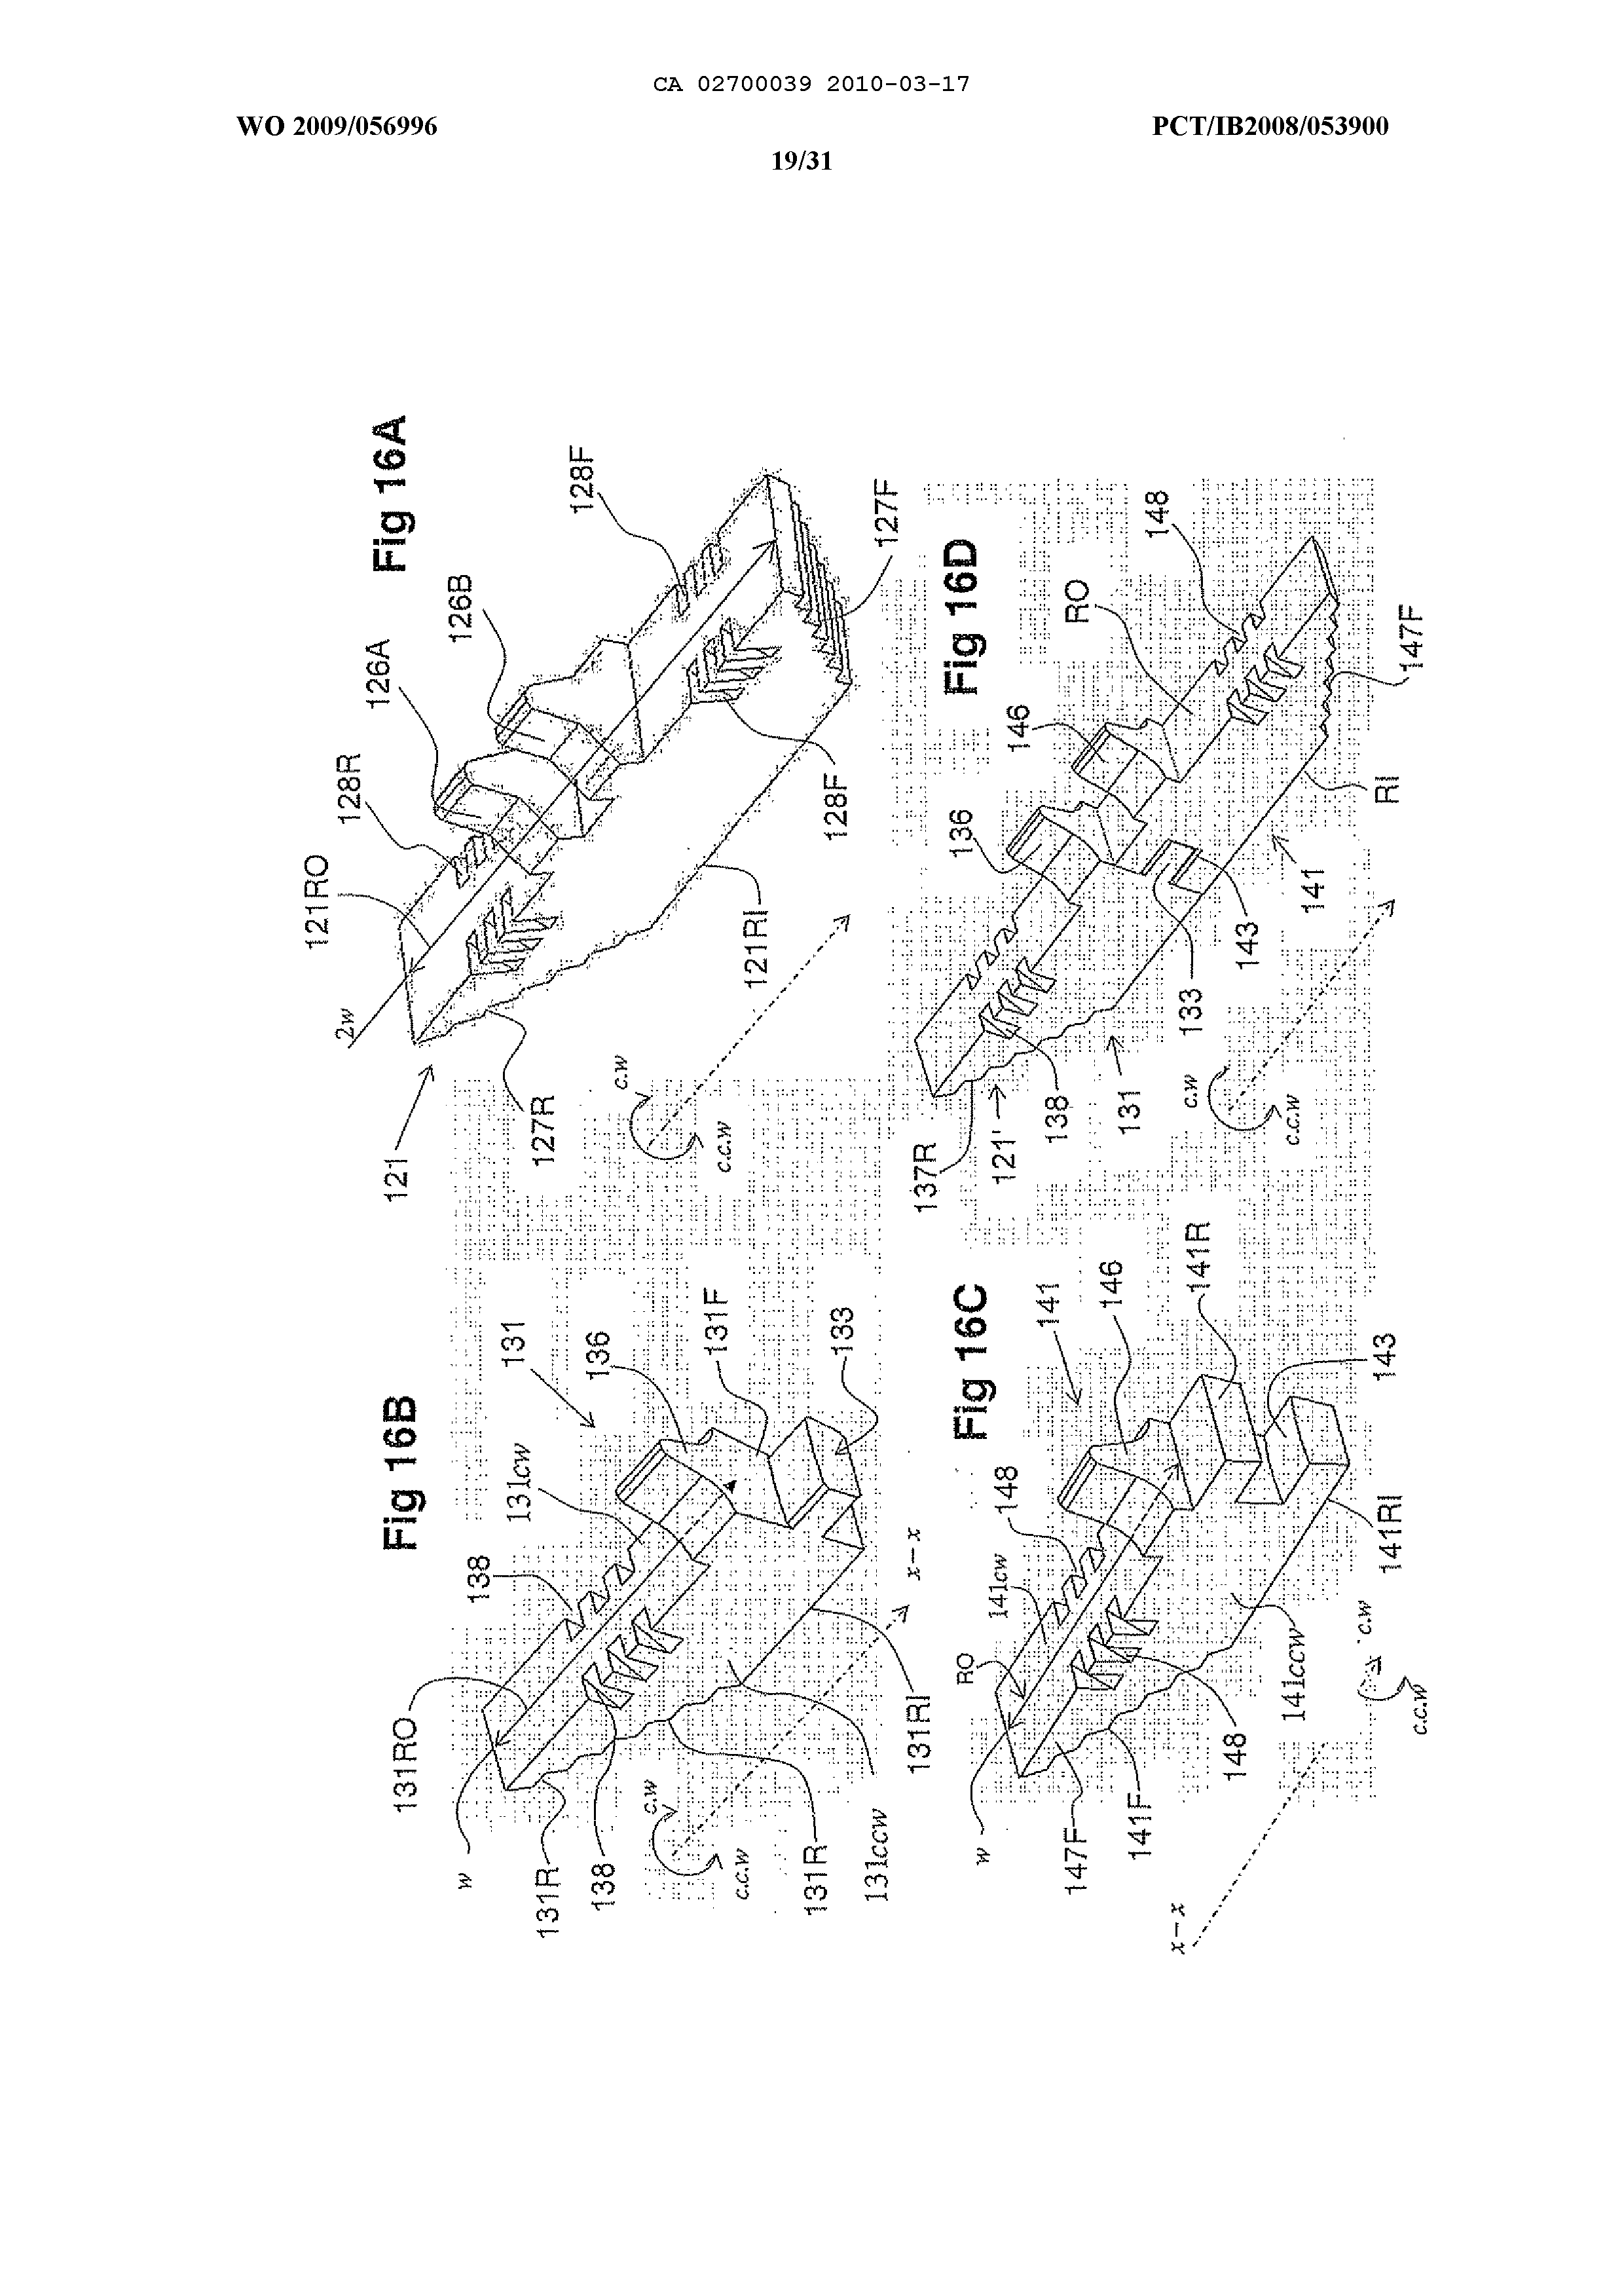 CA 02700039 2010-03-17
WO 2009/056996
PCT/IB2008/053900
19/31
Fig 16A
121
2w
121RO
128R
126A
126B
128F
127F
128F
121RI
127R
c.w
c.c.w
Fig 16B
w
131RO
138
131cw
131
136
131F
133
x-x
131RI
131ccw
131R
138
131R
c.w
c.c.w
Fig 16C
w
RO
141cw
148
141
146
141R
143
141RI
141ccw
148
141F
147F
x-x
c.w
c.c.w
Fig 16D
137R
121'
138
131
136
146
RO
148
147F
RI
141
143
133
c.w
c.c.w